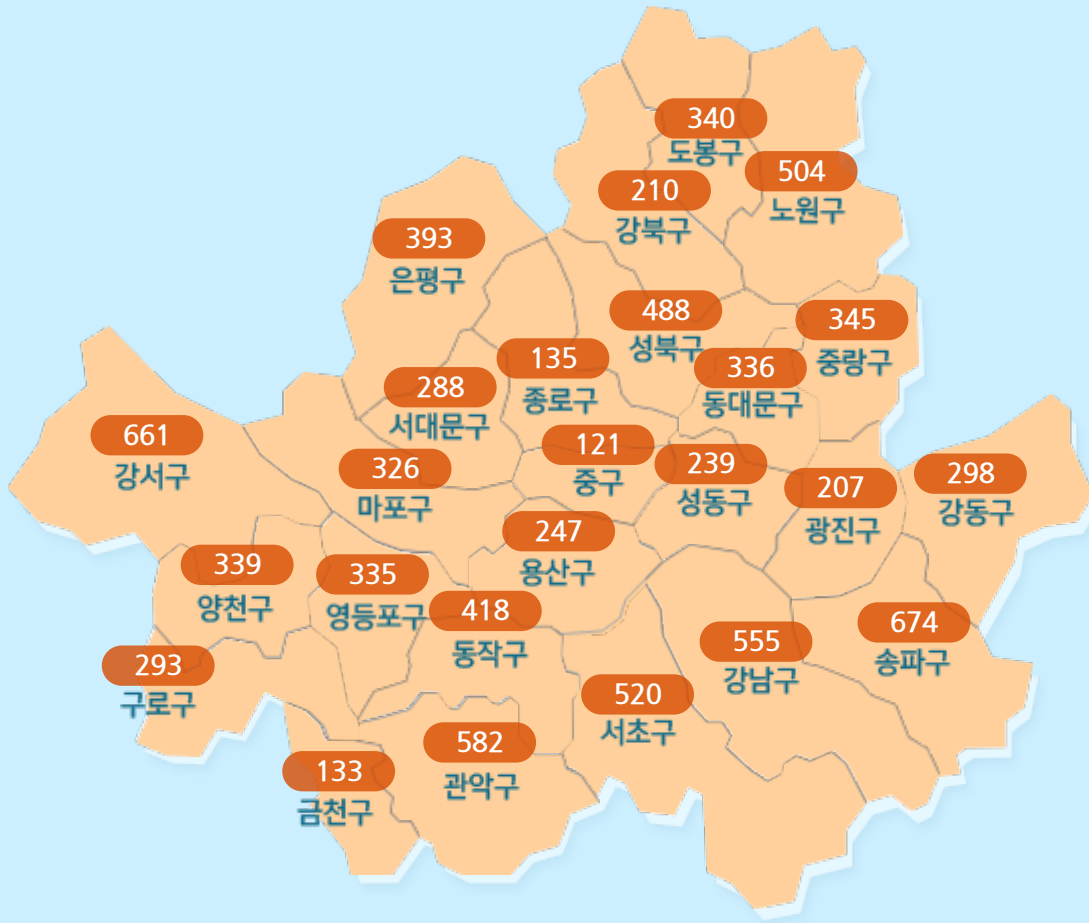 340
도봉구
504
노원구
210
강북구
393
은평구
488
성북구
345
중랑구
135
종로구
336
동대문구
288
서대문구
661
강서구
121
중구
239
성동구
326
마포구
298
강동구
207
광진구
247
용산구
339
양천구
335
영등포구
418
동작구
674
송파구
555
강남구
293
구로구
520
서초구
582
관악구
133
금천구